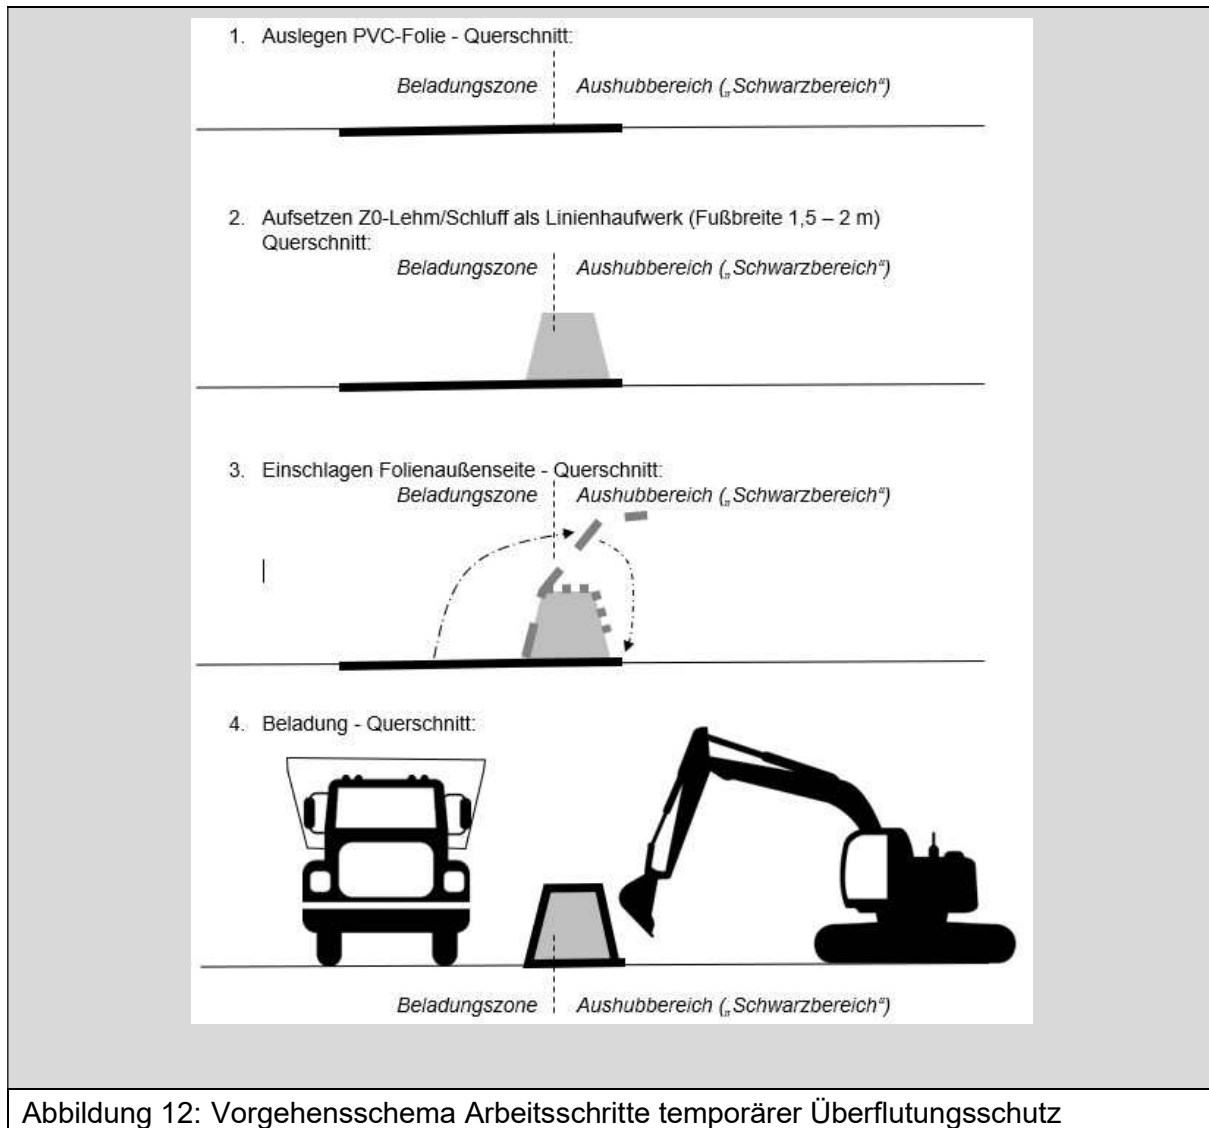 1. Auslegen PVC-Folie - Querschnitt:
Beladungszone Aushubbereich („Schwarzbereich“)
2. Aufsetzen Z0-Lehm/Schluff als Linienhaufwerk (Fußbreite 1,5 – 2 m)
Querschnitt:
Beladungszone Aushubbereich („Schwarzbereich“)
3. Einschlagen Folienaußenseite - Querschnitt:
Beladungszone Aushubbereich („Schwarzbereich“)
4. Beladung - Querschnitt:
Beladungszone Aushubbereich („Schwarzbereich“)
Abbildung 12: Vorgehensschema Arbeitsschritte temporärer Überflutungsschutz